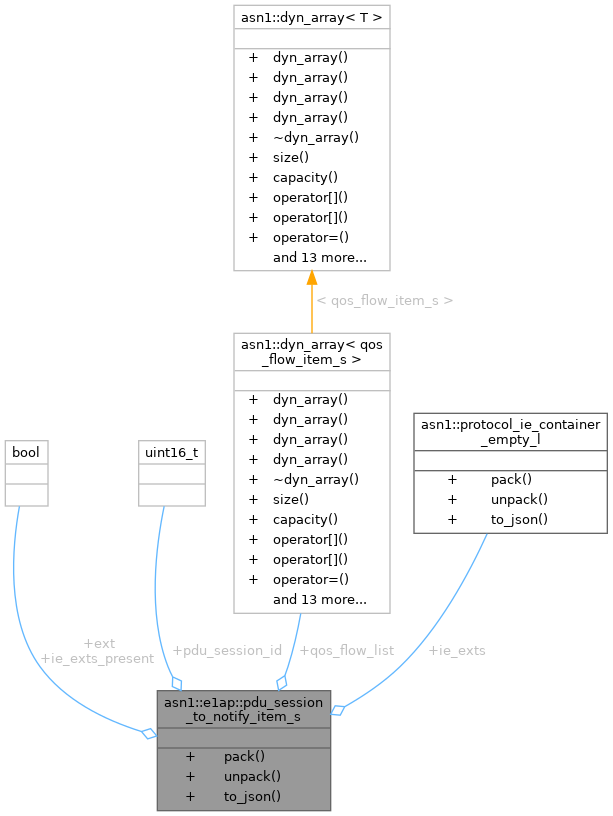 asn1::dyn_array< T >
+ dyn_array()
+ dyn_array()
+ dyn_array()
+ dyn_array()
+ ~dyn_array()
+ size()
+ capacity()
+ operator[]()
+ operator[]()
+ operator=()
and 13 more...
< qos_flow_item_s >
asn1::dyn_array< qos
_flow_item_s >
+ dyn_array()
+ dyn_array()
+ dyn_array()
+ dyn_array()
+ ~dyn_array()
+ size()
+ capacity()
+ operator[]()
+ operator[]()
+ operator=()
and 13 more...
bool
uint16_t
asn1::protocol_ie_container
_empty_l
+ pack()
+ unpack()
+ to_json()
+ext
+ie_exts_present
+pdu_session_id
+qos_flow_list
+ie_exts
asn1::e1ap::pdu_session
_to_notify_item_s
+ pack()
+ unpack()
+ to_json()